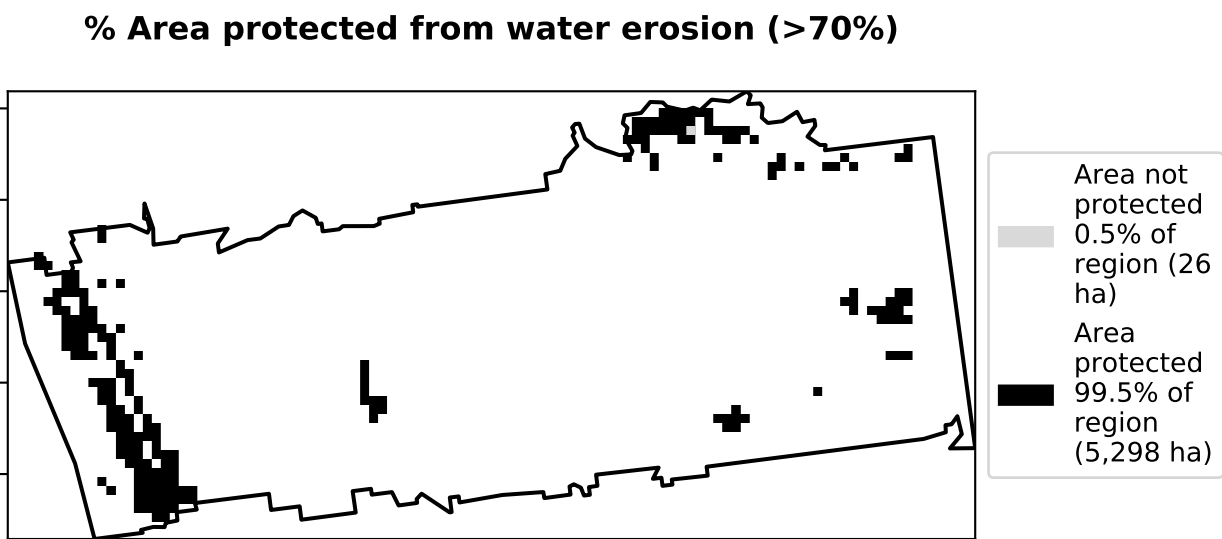 % Area protected from water erosion (>70%)
Area not
protected
0.5% of
region (26
ha)
Area
protected
99.5% of
region
(5,298 ha)